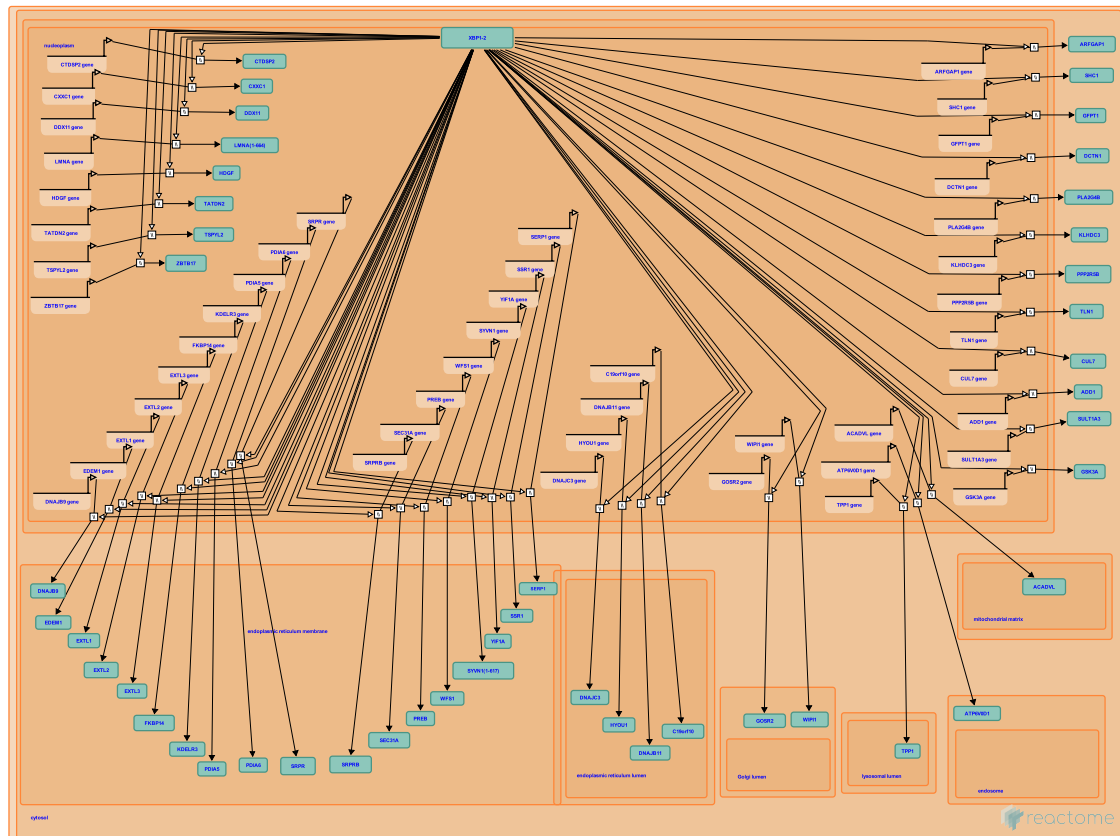 XBP1-2
nucleoplasm
CTDSP2 gene
CTDSP2
CXXC1 gene
CXXC1
DDX11 gene
DDX11
LMNA gene
LMNA(1-664)
HDGF gene
HDGF
TATDN2 gene
TATDN2
TSPYL2 gene
TSPYL2
ZBTB17 gene
ZBTB17
ARFGAP1 gene
ARFGAP1
SHC1 gene
SHC1
GFPT1 gene
GFPT1
DCTN1 gene
DCTN1
PLA2G4B gene
PLA2G4B
KLHDC3 gene
KLHDC3
PPP2R5B gene
PPP2R5B
TLN1 gene
TLN1
CUL7 gene
CUL7
ADD1 gene
ADD1
SULT1A3 gene
SULT1A3
GSK3A gene
GSK3A
SRPR gene
PDIA6 gene
PDIA5 gene
KDELR3 gene
FKBP14 gene
EXTL3 gene
EXTL2 gene
EXTL1 gene
EDEM1 gene
DNAJB9 gene
SERP1 gene
SSR1 gene
YIF1A gene
SYVN1 gene
WFS1 gene
PREB gene
SEC31A gene
SRPRB gene
C19orf10 gene
DNAJB11 gene
HYOU1 gene
DNAJC3 gene
WIPI1 gene
GOSR2 gene
ACADVL gene
ATP6V0D1 gene
TPP1 gene
DNAJB9
EDEM1
EXTL1
EXTL2
EXTL3
FKBP14
KDELR3
PDIA5
PDIA6
SRPR
SRPRB
SEC31A
PREB
WFS1
SYVN1(1-617)
YIF1A
SSR1
SERP1
endoplasmic reticulum membrane
DNAJC3
HYOU1
DNAJB11
C19orf10
endoplasmic reticulum lumen
GOSR2
WIPI1
Golgi lumen
TPP1
lysosomal lumen
ACADVL
mitochondrial matrix
ATP6V0D1
endosome
cytosol
reactome